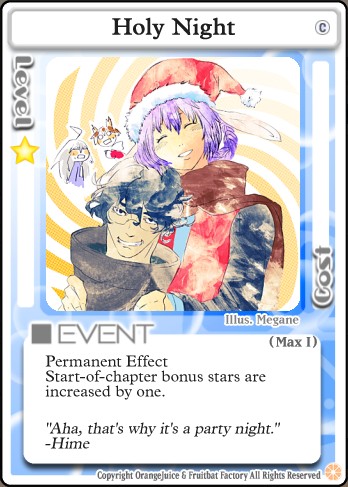 Holy Night
C
Level
Cost
Illus. Megane
EVENT
(Max 1)
Permanent Effect
Start-of-chapter bonus stars are
increased by one.
"Aha, that's why it's a party night."
-Hime
Copyright Orangejuice & Fruitbat Factory All Rights Reserved